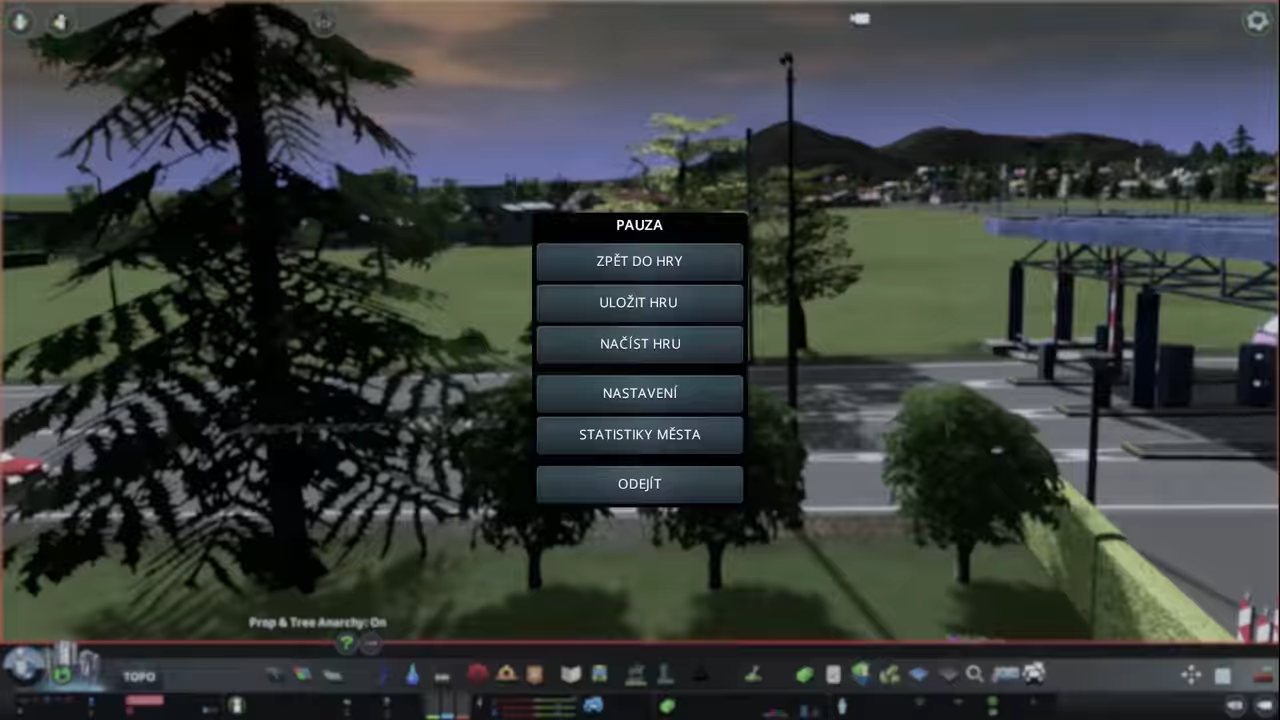 PAUZA
ZPĚT DO HRY
ULOŽIT HRU
NAČÍST HRU
NASTAVENÍ
STATISTIKY MĚSTA
ODEJÍT
Prop & Tree Anarchy: On
TOPO